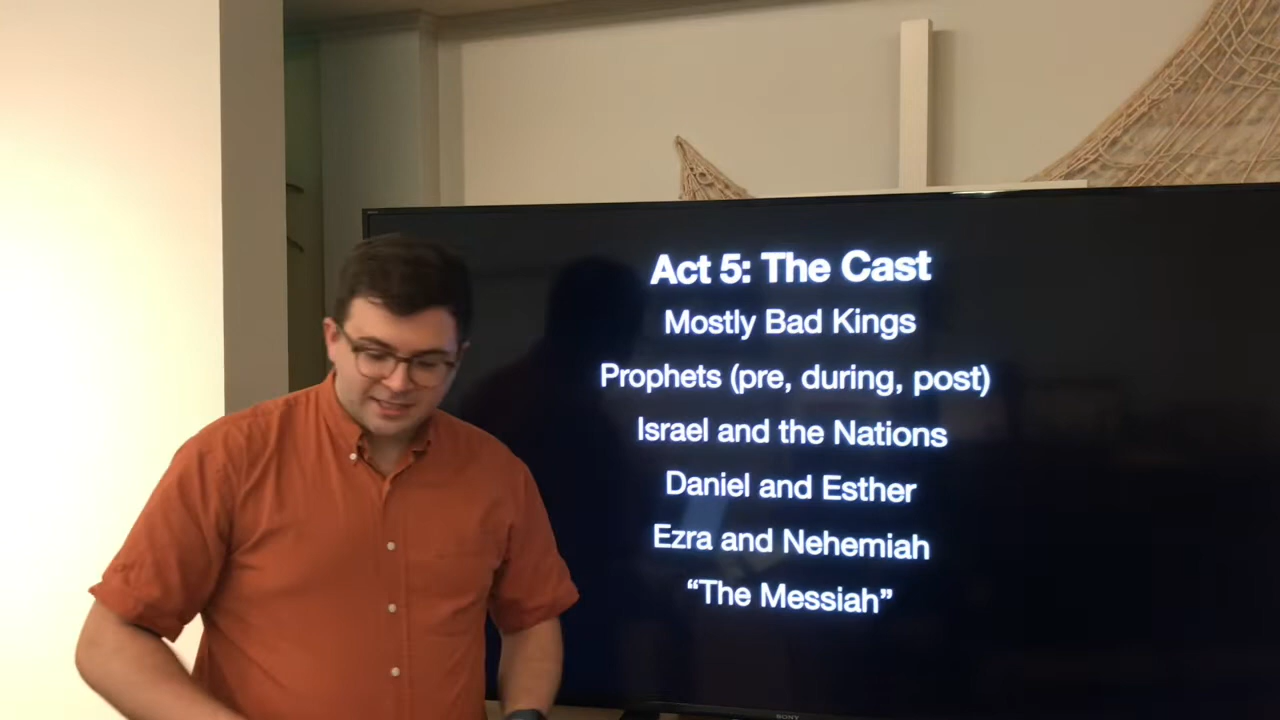 Act 5: The Cast
Mostly Bad Kings
Prophets (pre, during, post)
Israel and the Nations
Daniel and Esther
Ezra and Nehemiah
“The Messiah”
SONY